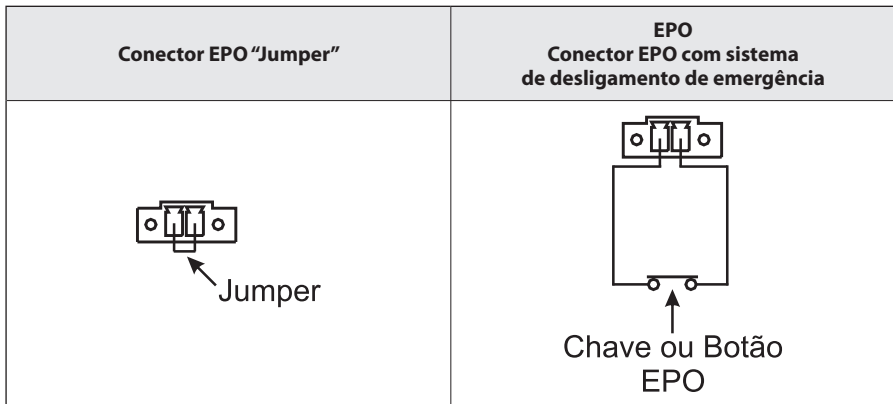 Conector EPO “Jumper”
EPO
Conector EPO com sistema
de desligamento de emergência
Jumper
Chave ou Botão
EPO